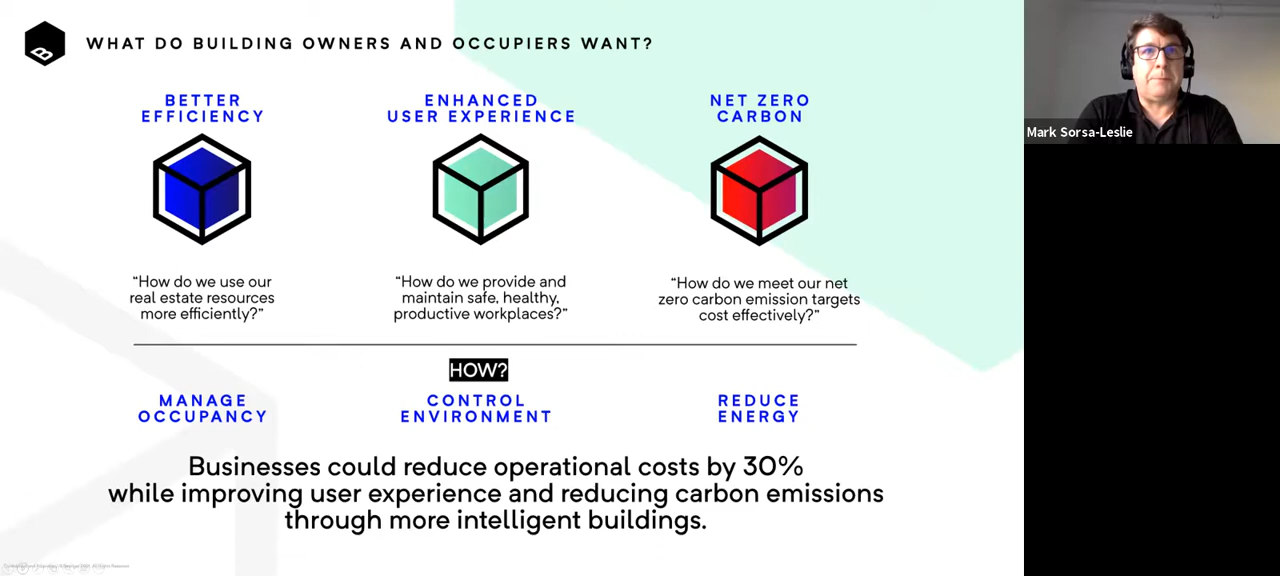 WHAT DO BUILDING OWNERS AND OCCUPIERS WANT?
BETTER
EFFICIENCY
ENHANCED
USER EXPERIENCE
NET ZERO
CARBON
“How do we use our
real estate resources
more efficiently?”
“How do we provide and
maintain safe, healthy,
productive workplaces?”
“How do we meet our net
zero carbon emission targets
cost effectively?”
HOW?
MANAGE
OCCUPANCY
CONTROL
ENVIRONMENT
REDUCE
ENERGY
Businesses could reduce operational costs by 30%
while improving user experience and reducing carbon emissions
through more intelligent buildings.
Mark Sorsa-Leslie